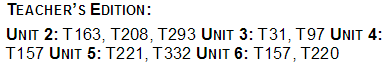 TEACHER'S EDITION:
UNIT 2: T163, T208, T293 UNIT 3: T31, T97 UNIT 4:
T157 UNIT 5: T221, T332 UNIT 6: T157, T220